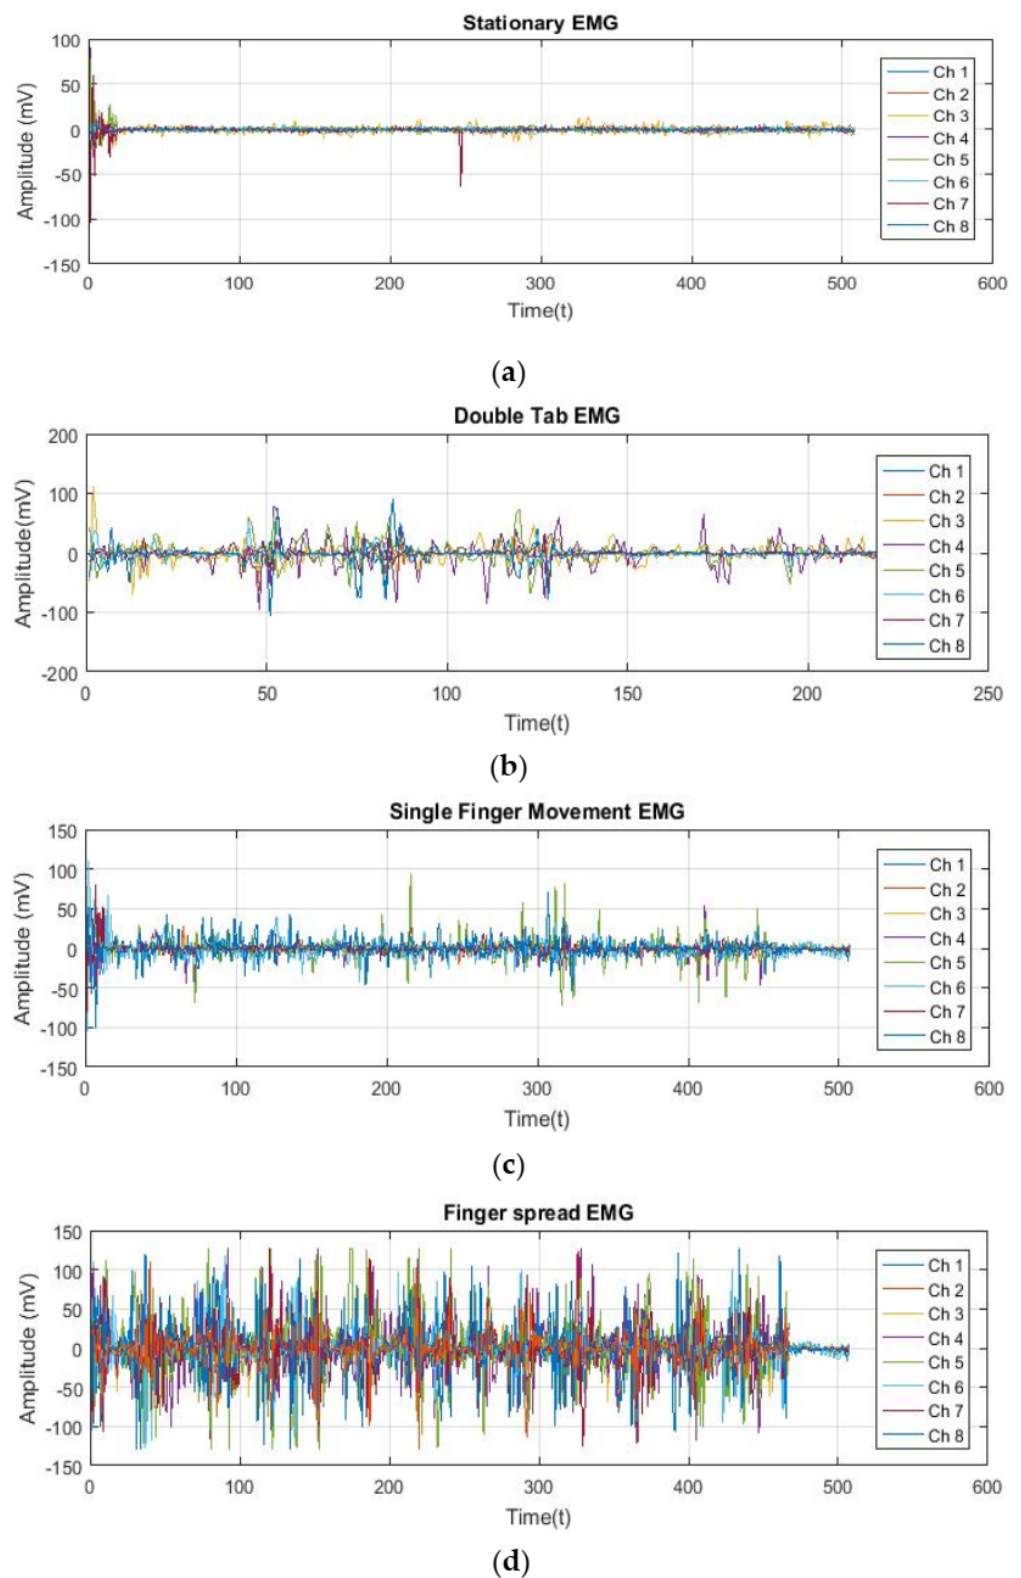 Stationary EMG
100
50
0
-50
-100
-150
Amplitude (mV)
0 100 200 300 400 500 600
Time(t)
Ch 1
Ch 2
Ch 3
Ch 4
Ch 5
Ch 6
Ch 7
Ch 8
(a)
Double Tab EMG
200
100
0
-100
-200
Amplitude(mV)
0 50 100 150 200 250
Time(t)
Ch 1
Ch 2
Ch 3
Ch 4
Ch 5
Ch 6
Ch 7
Ch 8
(b)
Single Finger Movement EMG
150
100
50
0
-50
-100
-150
Amplitude (mV)
0 100 200 300 400 500 600
Time(t)
Ch 1
Ch 2
Ch 3
Ch 4
Ch 5
Ch 6
Ch 7
Ch 8
(c)
Finger spread EMG
150
100
50
0
-50
-100
-150
Amplitude (mV)
0 100 200 300 400 500 600
Time(t)
Ch 1
Ch 2
Ch 3
Ch 4
Ch 5
Ch 6
Ch 7
Ch 8
(d)